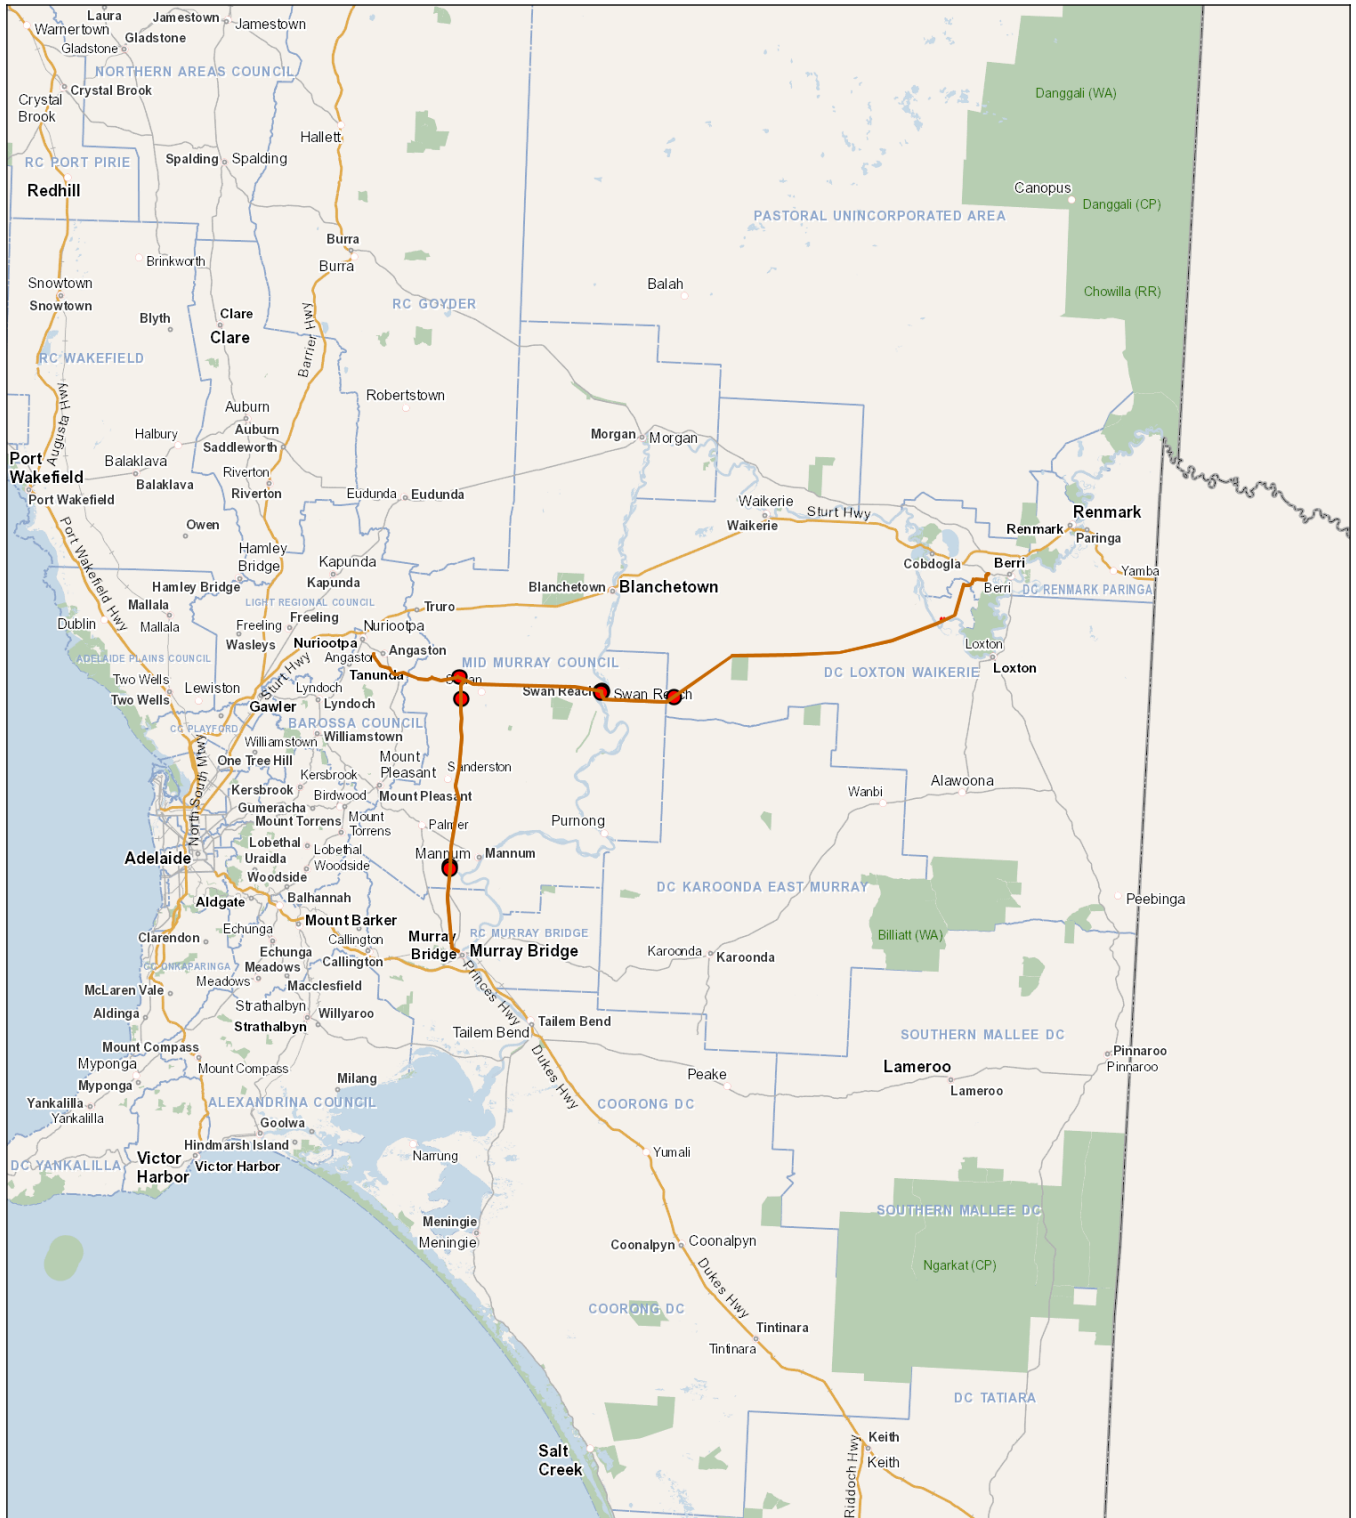 Laura
Jamestown
Jamestown
Warnertown
Gladstone
Gladstone
NORTHERN AREAS COUNCIL
Crystal Brook
Crystal
Brook
Danggali (WA)
Hallett
RC PORT PIRIE
Spalding
Spalding
Redhill
Canopus
Danggali (CP)
PASTORAL UNINCORPORATED AREA
Burra
Burra
Brinkworth
Snowtown
Snowtown
Balah
Chowilla (RR)
RC GOYDER
Blyth
Clare
Clare
Barrier Hwy
RC WAKEFIELD
Augusta Hwy
Robertstown
Auburn
Auburn
Halbury
Saddleworth
Morgan
Morgan
Port
Wakefield
Balaklava
Balaklava
Riverton
Riverton
Port Wakefield
Eudunda
Eudunda
Waikerie
Waikerie
Sturt Hwy
Renmark
Renmark
Paringa
Port Wakefield Hwy
Owen
Hamley
Bridge
Kapunda
Kapunda
Hamley Bridge
Cobdogla
Berri
Berri
Yamba
DC RENMARK PARINGA
Blanchetown
Blanchetown
LIGHT REGIONAL COUNCIL
Mallala
Mallala
Truro
Dublin
Freeling
Freeling
Wasleys
Nuriootpa
Nuriootpa
Angaston
Angaston
Loxton
Loxton
ADELAIDE PLAINS COUNCIL
MID MURRAY COUNCIL
DC LOXTON WAIKERIE
Tanunda
Two Wells
Two Wells
Lewiston
Sturt Hwy
Lyndoch
Lyndoch
Swan Reach
Swan Reach
Gawler
CC PLAYFORD
BAROSSA COUNCIL
Williamstown
Williamstown
One Tree Hill
Mount
Pleasant
Sanderston
Kersbrook
Kersbrook
Birdwood
Mount Pleasant
Alawoona
Wanbi
North South Mtwy
Gumeracha
Mount Torrens
Mount
Torrens
Palmer
Purnong
Lobethal
Lobethal
Adelaide
Uraidla
Woodside
Woodside
Mannum
Mannum
DC KAROONDA EAST MURRAY
Aldgate
Balhannah
Peebinga
Mount Barker
Echunga
Echunga
Callington
Callington
Murray
Bridge
RC MURRAY BRIDGE
Murray Bridge
Billiatt (WA)
Clarendon
Karoonda
Karoonda
CC ONKAPARINGA
Meadows
Meadows
Macclesfield
McLaren Vale
Princes Hwy
Aldinga
Strathalbyn
Strathalbyn
Willyaroo
Tailem Bend
Tailem Bend
SOUTHERN MALLEE DC
Mount Compass
Mount Compass
Myponga
Myponga
Milang
Dukes Hwy
Peake
Lameroo
Lameroo
Pinnaroo
Pinnaroo
Yankalilla
Yankalilla
ALEXANDRINA COUNCIL
COORONG DC
Goolwa
Hindmarsh Island
DC YANKALILLA
Victor
Harbor
Victor Harbor
Narrung
Yumali
Meningie
Meningie
SOUTHERN MALLEE DC
Coonalpyn
Coonalpyn
Ngarkat (CP)
Dukes Hwy
COORONG DC
Tintinara
Tintinara
DC TATIARA
Salt
Creek
Keith
Keith
Riddoch Hwy